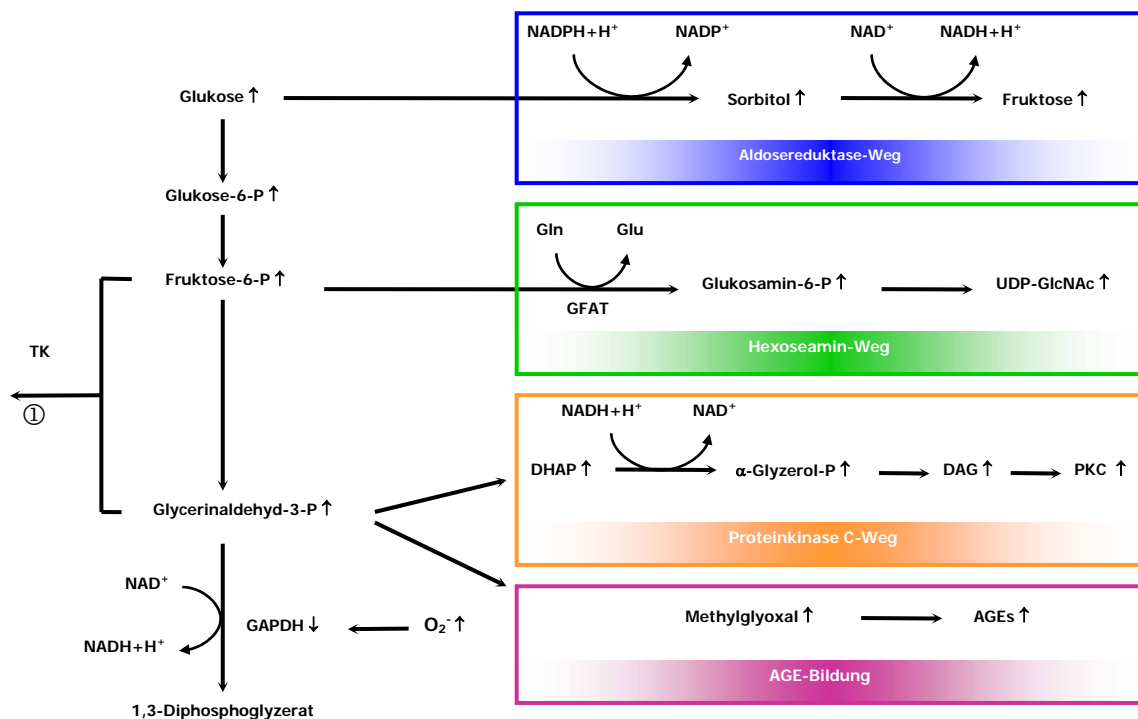 NADPH+H⁺ NADP⁺ NAD⁺ NADH+H⁺
Glukose ↑ Sorbitol ↑ Fruktose ↑
Aldosereduktase-Weg
Glukose-6-P ↑
Gln Glu
Fruktose-6-P ↑ Glukosamin-6-P ↑ UDP-GlcNAc ↑
GFAT
Hexoseamin-Weg
TK
①
NADH+H⁺ NAD⁺
DHAP ↑ α-Glyzerol-P ↑ DAG ↑ PKC ↑
Glycerinaldehyd-3-P ↑
Proteinkinase C-Weg
NAD⁺
GAPDH ↓ O₂⁻ ↑
NADH+H⁺
Methylglyoxal ↑ AGEs ↑
AGE-Bildung
1,3-Diphosphoglyzerat